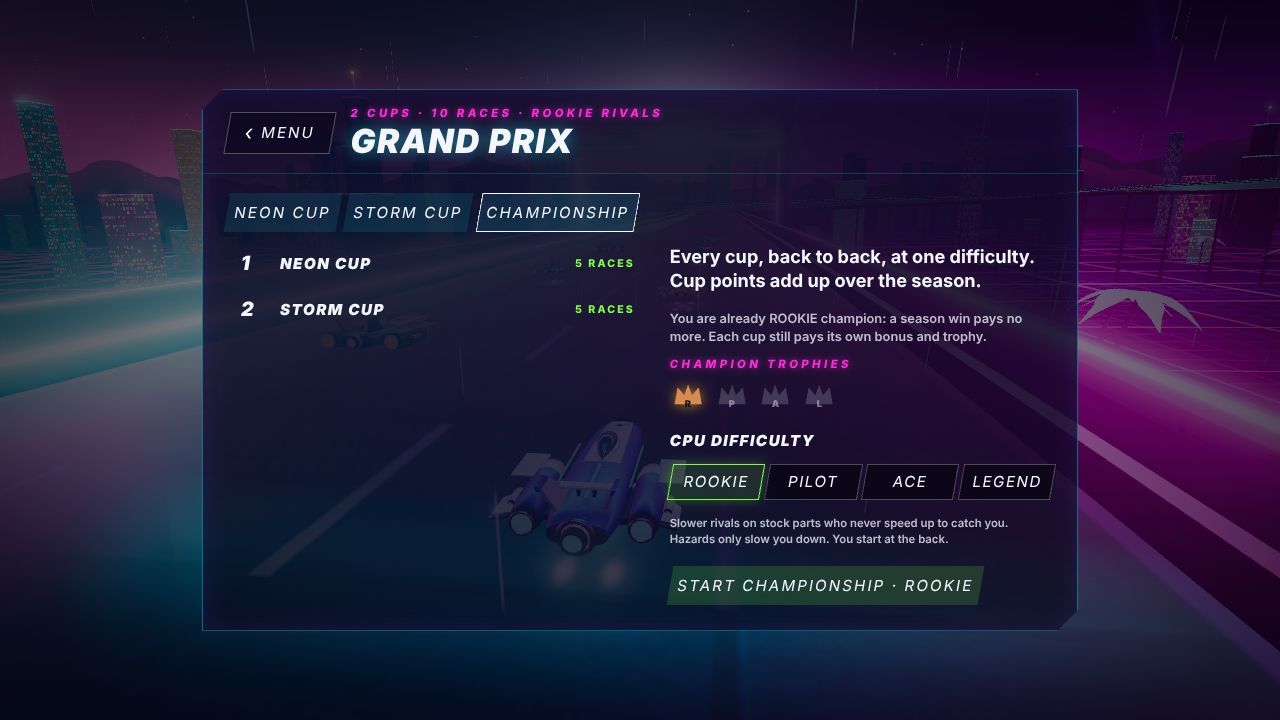 ‹ MENU
2 CUPS · 10 RACES · ROOKIE RIVALS
GRAND PRIX
NEON CUP
STORM CUP
CHAMPIONSHIP
1 NEON CUP 5 RACES
2 STORM CUP 5 RACES
Every cup, back to back, at one difficulty.
Cup points add up over the season.
You are already ROOKIE champion: a season win pays no
more. Each cup still pays its own bonus and trophy.
CHAMPION TROPHIES
R P A L
CPU DIFFICULTY
ROOKIE
PILOT
ACE
LEGEND
Slower rivals on stock parts who never speed up to catch you.
Hazards only slow you down. You start at the back.
START CHAMPIONSHIP · ROOKIE